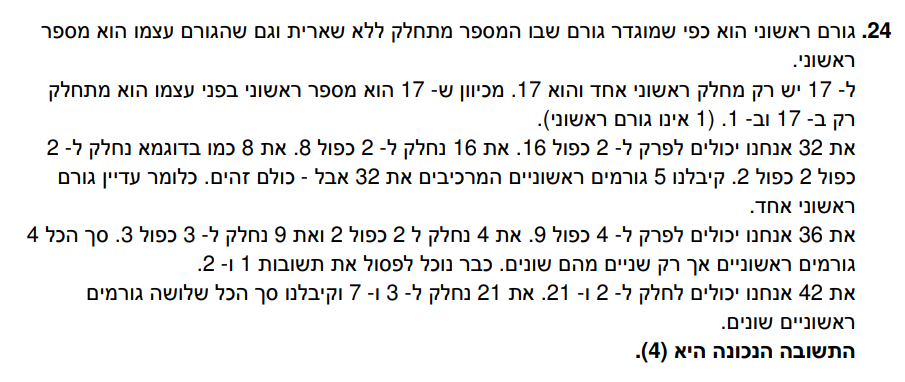 24. גורם ראשוני הוא כפי שמוגדר גורם שבו המספר מתחלק ללא שארית וגם שהגורם עצמו הוא מספר
ראשוני.
ל- 17 יש רק מחלק ראשוני אחד והוא 17. מכיוון ש- 17 הוא מספר ראשוני בפני עצמו הוא מתחלק
רק ב- 17 וב- 1. (1 אינו גורם ראשוני).
את 32 אנחנו יכולים לפרק ל- 2 כפול 16. את 16 נחלק ל- 2 כפול 8. את 8 כמו בדוגמא נחלק ל- 2
כפול 2 כפול 2. קיבלנו 5 גורמים ראשוניים המרכיבים את 32 אבל - כולם זהים. כלומר עדיין גורם
ראשוני אחד.
את 36 אנחנו יכולים לפרק ל- 4 כפול 9. את 4 נחלק ל 2 כפול 2 ואת 9 נחלק ל- 3 כפול 3. סך הכל 4
גורמים ראשוניים אך רק שניים מהם שונים. כבר נוכל לפסול את תשובות 1 ו- 2.
את 42 אנחנו יכולים לחלק ל- 2 ו- 21. את 21 נחלק ל- 3 ו- 7 וקיבלנו סך הכל שלושה גורמים
ראשוניים שונים.
התשובה הנכונה היא (4).